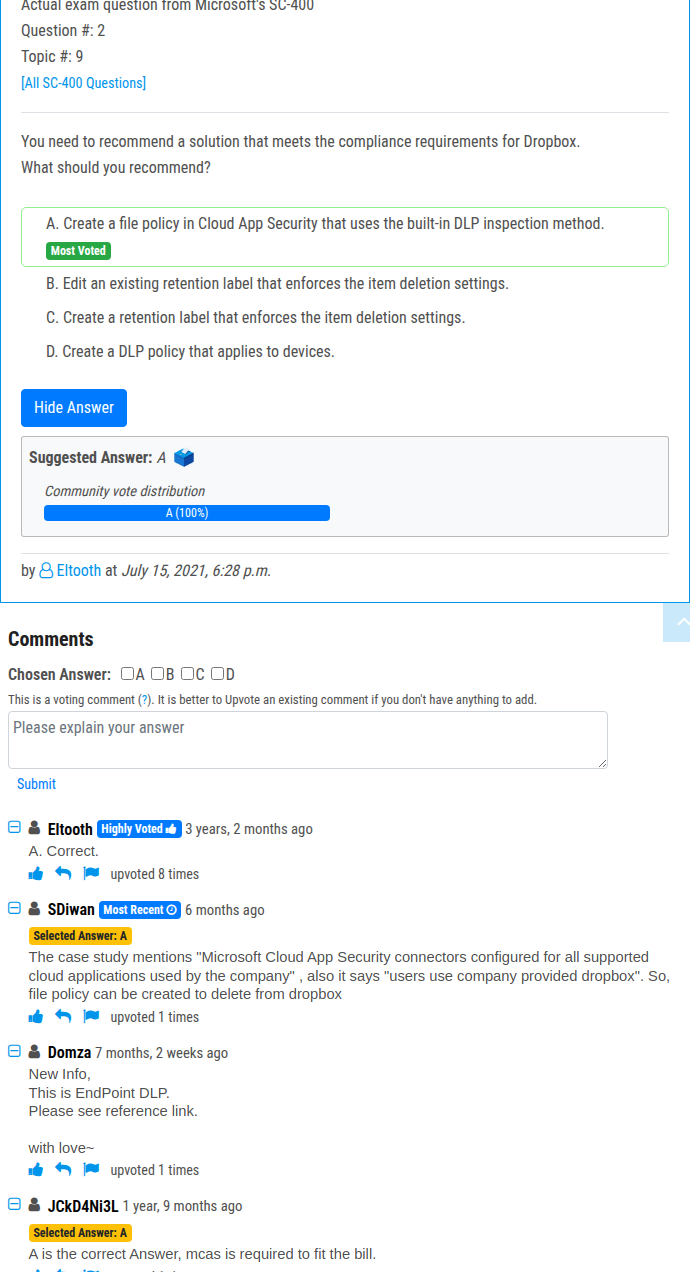 Actual exam question from Microsoft's SC-400
Question #: 2
Topic #: 9
[All SC-400 Questions]
You need to recommend a solution that meets the compliance requirements for Dropbox.
What should you recommend?
A. Create a file policy in Cloud App Security that uses the built-in DLP inspection method.
Most Voted
B. Edit an existing retention label that enforces the item deletion settings.
C. Create a retention label that enforces the item deletion settings.
D. Create a DLP policy that applies to devices.
Hide Answer
Suggested Answer: A
Community vote distribution
A (100%)
by Eltooth at July 15, 2021, 6:28 p.m.
Comments
Chosen Answer: A B C D
This is a voting comment (?). It is better to Upvote an existing comment if you don't have anything to add.
Please explain your answer
Submit
Eltooth Highly Voted 3 years, 2 months ago
A. Correct.
upvoted 8 times
SDiwan Most Recent 6 months ago
Selected Answer: A
The case study mentions "Microsoft Cloud App Security connectors configured for all supported
cloud applications used by the company" , also it says "users use company provided dropbox". So,
file policy can be created to delete from dropbox
upvoted 1 times
Domza 7 months, 2 weeks ago
New Info,
This is EndPoint DLP.
Please see reference link.
with love~
upvoted 1 times
JCkD4Ni3L 1 year, 9 months ago
Selected Answer: A
A is the correct Answer, mcas is required to fit the bill.